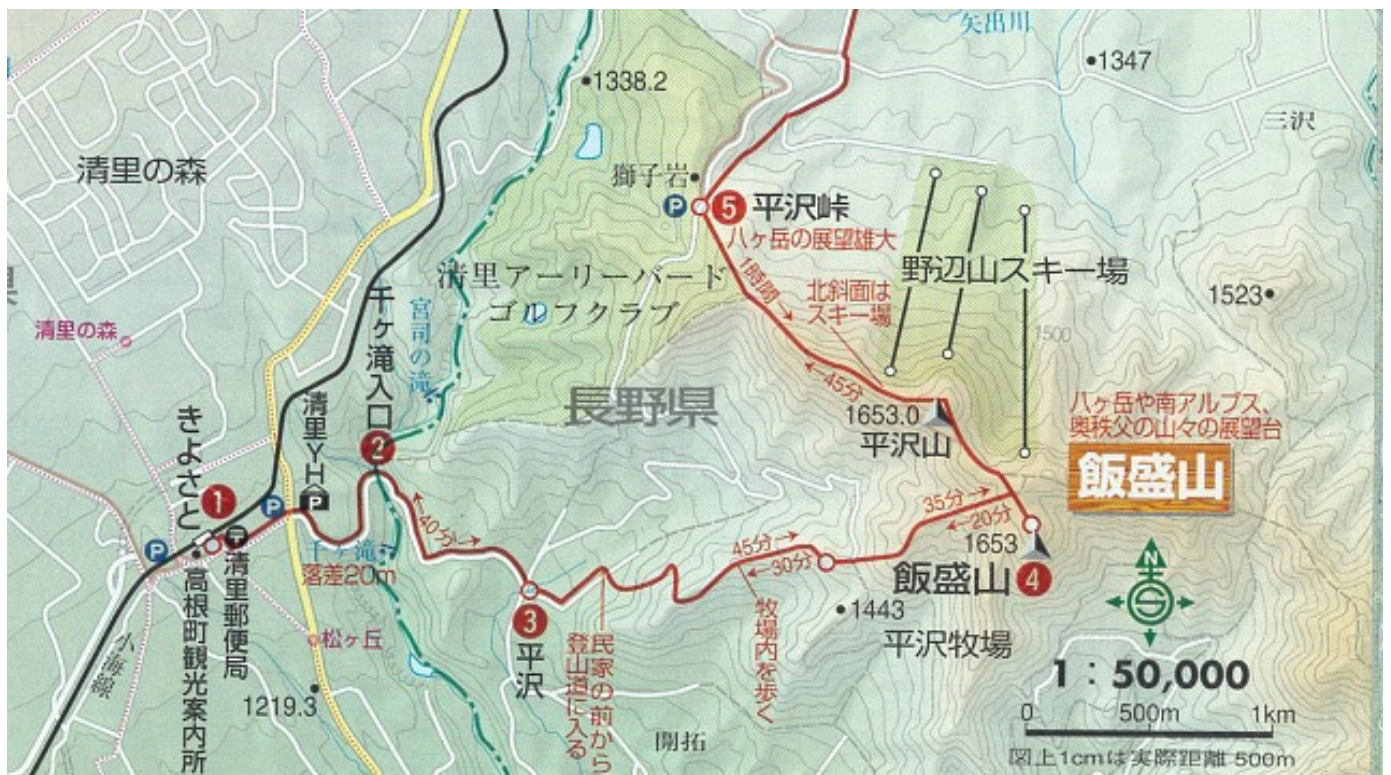 矢出川
1347
1338.2
三沢
清里の森
獅子岩
P
5 平沢峠
八ヶ岳の展望雄大
清里アーリーバード
ゴルフクラブ
1時間→
北斜面は
スキー場
野辺山スキー場
1523
1500
清里の森
千ヶ滝入口
2
宮司の滝
←45分
長野県
1653.0
平沢山
八ヶ岳や南アルプス、
奥秩父の山々の展望台
飯盛山
きよさと
1
清里YH
P
P
P
清里郵便局
高根町観光案内所
千ヶ滝
落差20m
←40分→
45分→
←30分
35分→
←20分
1653
飯盛山 4
N
S
3
平沢
民家の前から
登山道に入る
牧場内を歩く
1443
平沢牧場
松ヶ丘
小海線
1219.3
開拓
1:50,000
0 500m 1km
図上1cmは実際距離500m